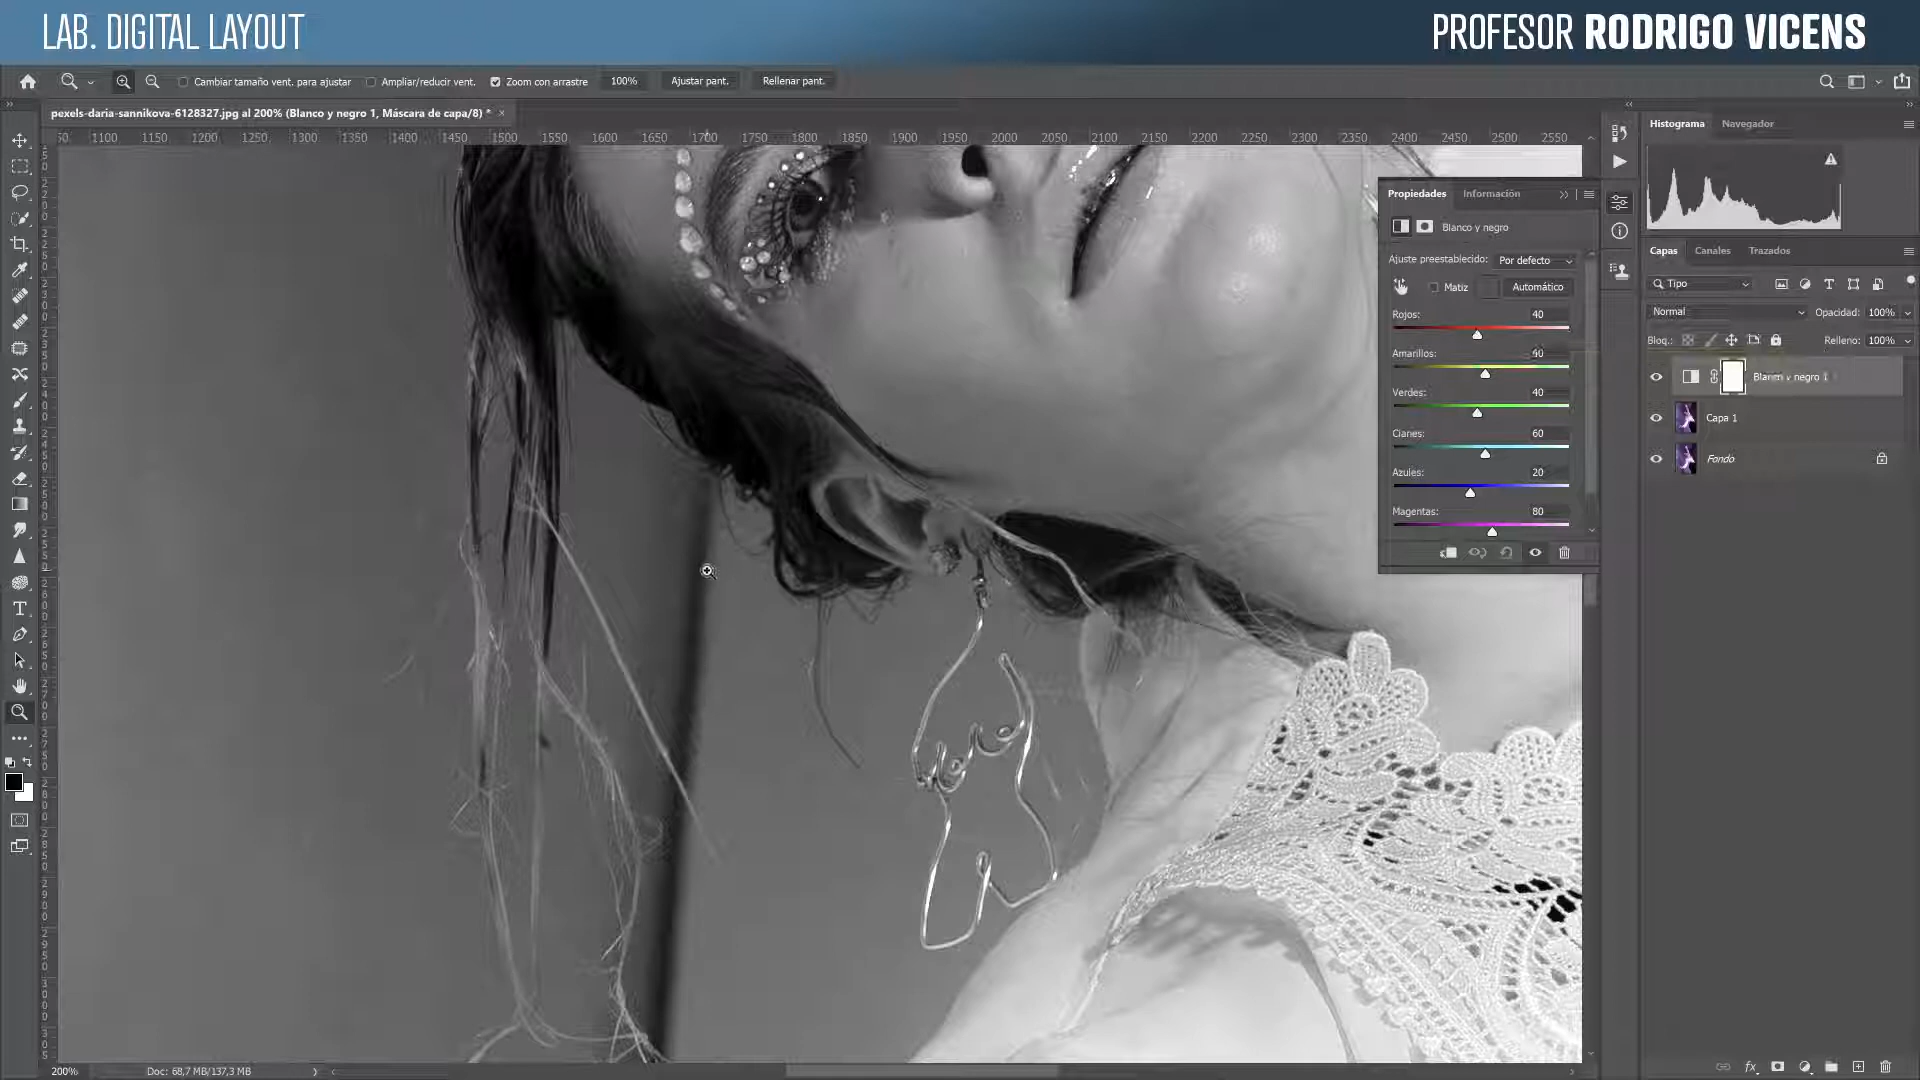 LAB. DIGITAL LAYOUT
PROFESOR RODRIGO VICENS
Cambiar tamaño vent. para ajustar
Ampliar/reducir vent.
Zoom con arrastre
100%
Ajustar pant.
Rellenar pant.
pexels-daria-sannikova-6128327.jpg al 200% (Blanco y negro 1, Máscara de capa/8) *
1100 1150 1200 1250 1300 1350 1400 1450 1500 1550 1600 1650 1700 1750 1800 1850 1900 1950 2000 2050 2100 2150 2200 2250 2300 2350 2400 2450 2500 2550
Histograma
Navegador
Propiedades
Información
Blanco y negro
Ajuste preestablecido: Por defecto
Matiz
Automático
Rojos: 40
Amarillos:
Verdes: 40
Cianes: 60
Azules: 20
Magentas: 80
Capas
Canales
Trazados
Tipo
Normal
Opacidad: 100%
Bloq.:
Relleno: 100%
Blanco y negro 1
Capa 1
Fondo
200%
Doc: 68,7 MB/137,3 MB